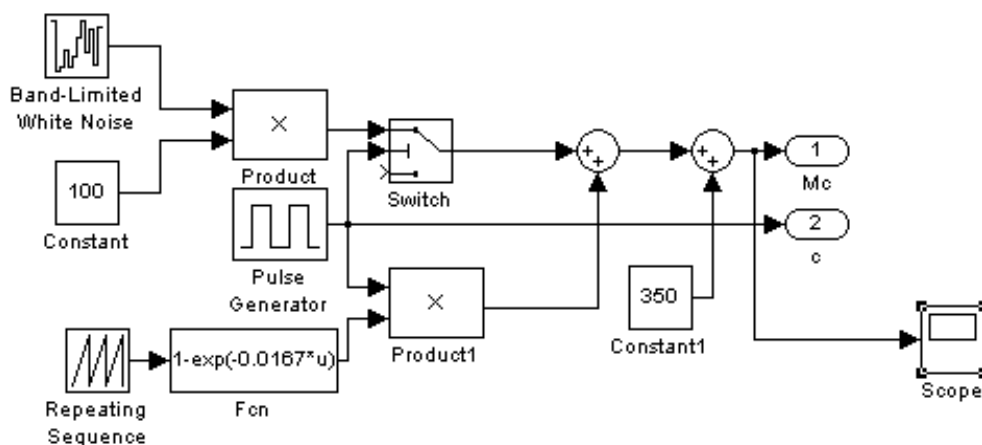 Band-Limited
White Noise
100
Constant
Product
Switch
Pulse
Generator
Repeating
Sequence
1-exp(-0.0167*u)
Fcn
Product1
350
Constant1
1
Mc
2
c
Scope